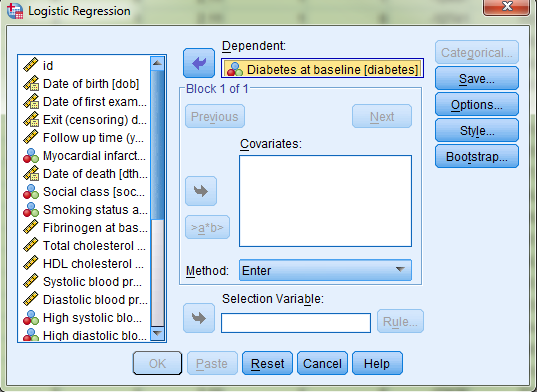 Logistic Regression
id
Date of birth [dob]
Date of first exam...
Exit (censoring) d...
Follow up time (y...
Myocardial infarct...
Date of death [dth...
Social class [soc...
Smoking status a...
Fibrinogen at bas...
Total cholesterol ...
HDL cholesterol ...
Systolic blood pr...
Diastolic blood pr...
High systolic blo...
High diastolic blo...
Dependent:
Diabetes at baseline [diabetes]
Block 1 of 1
Previous
Next
Covariates:
>a*b>
Method:
Enter
Selection Variable:
Rule...
Categorical...
Save...
Options...
Style...
Bootstrap...
OK
Paste
Reset
Cancel
Help